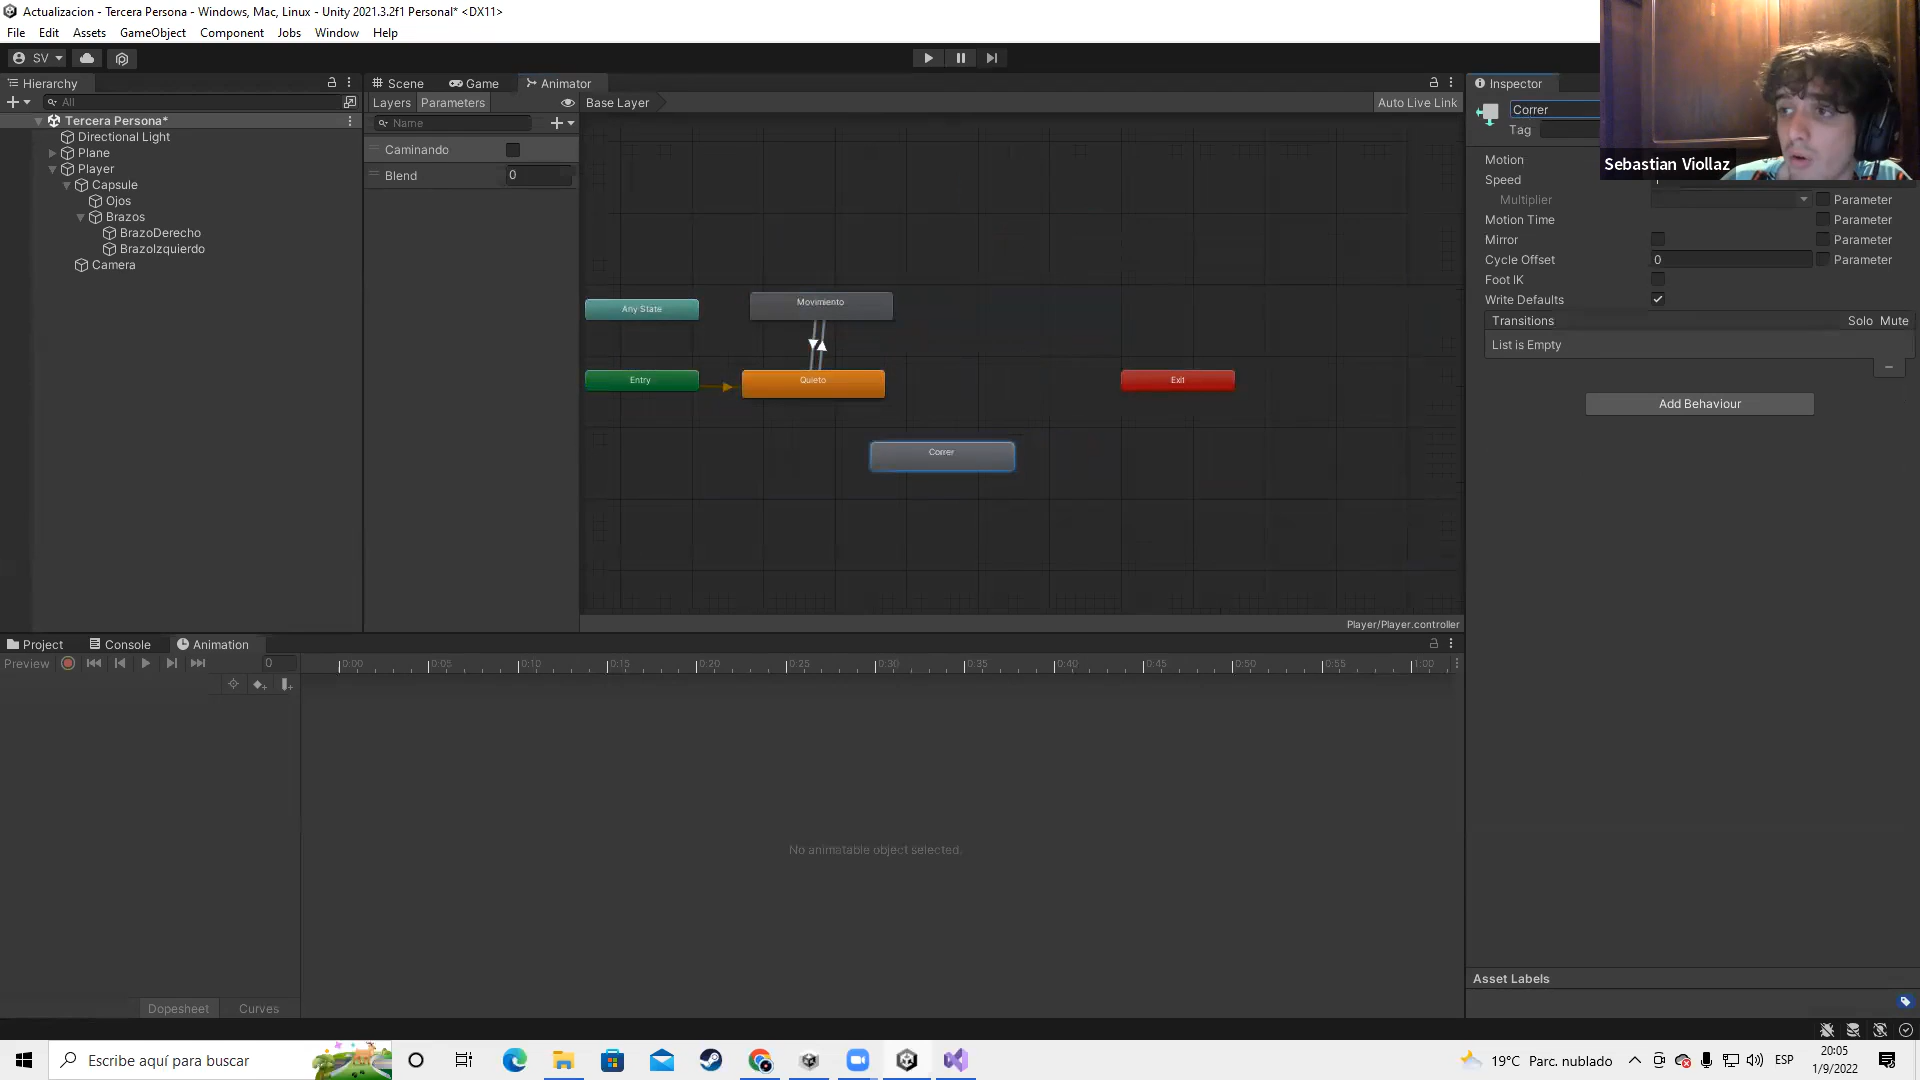 Actualizacion - Tercera Persona - Windows, Mac, Linux - Unity 2021.3.2f1 Personal* <DX11>
File Edit Assets GameObject Component Jobs Window Help
SV
Hierarchy
All
Tercera Persona*
Directional Light
Plane
Player
Capsule
Ojos
Brazos
BrazoDerecho
BrazoIzquierdo
Camera
Scene Game Animator
Layers Parameters Base Layer Auto Live Link
Name
Caminando
Blend 0
Any State
Movimiento
Entry
Quieto
Exit
Correr
Player/Player.controller
Inspector
Correr
Tag
Sebastian Viollaz
Motion
Speed
Multiplier Parameter
Motion Time Parameter
Mirror Parameter
Cycle Offset 0 Parameter
Foot IK
Write Defaults
Transitions Solo Mute
List is Empty
Add Behaviour
Asset Labels
Project Console Animation
Preview 0
0:00 0:05 0:10 0:15 0:20 0:25 0:30 0:35 0:40 0:45 0:50 0:55 1:00
No animatable object selected.
Dopesheet Curves
Escribe aquí para buscar
19°C Parc. nublado
ESP
20:05
1/9/2022